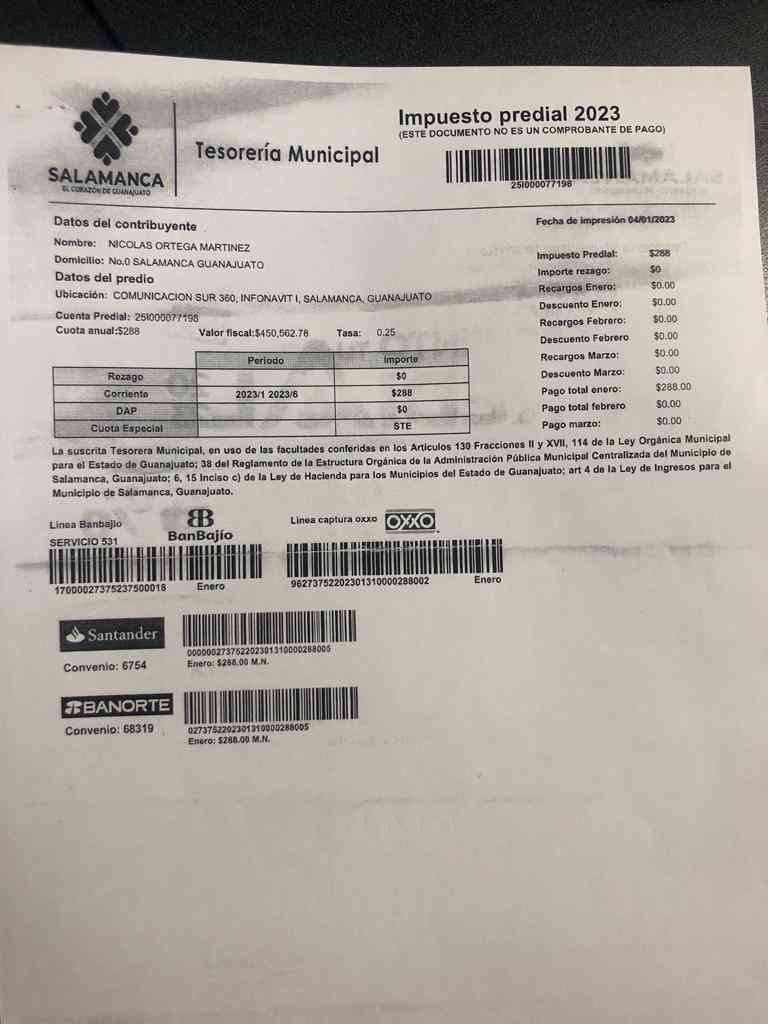 SALAMANCA
EL CORAZÓN DE GUANAJUATO
Tesorería Municipal
Impuesto predial 2023
(ESTE DOCUMENTO NO ES UN COMPROBANTE DE PAGO)
25I000077198
Datos del contribuyente
Nombre: NICOLAS ORTEGA MARTINEZ
Domicilio: No.0 SALAMANCA GUANAJUATO
Datos del predio
Ubicación: COMUNICACION SUR 360, INFONAVIT I, SALAMANCA, GUANAJUATO
Cuenta Predial: 25I000077198
Cuota anual:$288 Valor fiscal:$450,562.78 Tasa: 0.25
Periodo Importe
Rezago $0
Corriente 2023/1 2023/6 $288
DAP $0
Cuota Especial STE
Fecha de impresión 04/01/2023
Impuesto Predial: $288
Importe rezago: $0
Recargos Enero: $0.00
Descuento Enero: $0.00
Recargos Febrero: $0.00
Descuento Febrero $0.00
Recargos Marzo: $0.00
Descuento Marzo: $0.00
Pago total enero: $288.00
Pago total febrero $0.00
Pago marzo: $0.00
La suscrita Tesorera Municipal, en uso de las facultades conferidas en los Articulos 130 Fracciones II y XVII, 114 de la Ley Orgánica Municipal
para el Estado de Guanajuato; 38 del Reglamento de la Estructura Orgánica de la Administración Pública Municipal Centralizada del Municipio de
Salamanca, Guanajuato; 6, 15 Inciso c) de la Ley de Hacienda para los Municipios del Estado de Guanajuato; art 4 de la Ley de Ingresos para el
Municipio de Salamanca, Guanajuato.
Linea Banbajio
SERVICIO 531
BanBajío
17000027375237500018 Enero
Linea captura oxxo
OXXO
96273752202301310000288002 Enero
Santander
Convenio: 6754
000000273752202301310000288005
Enero: $288.00 M.N.
BANORTE
Convenio: 68319
0273752202301310000288005
Enero: $288.00 M.N.